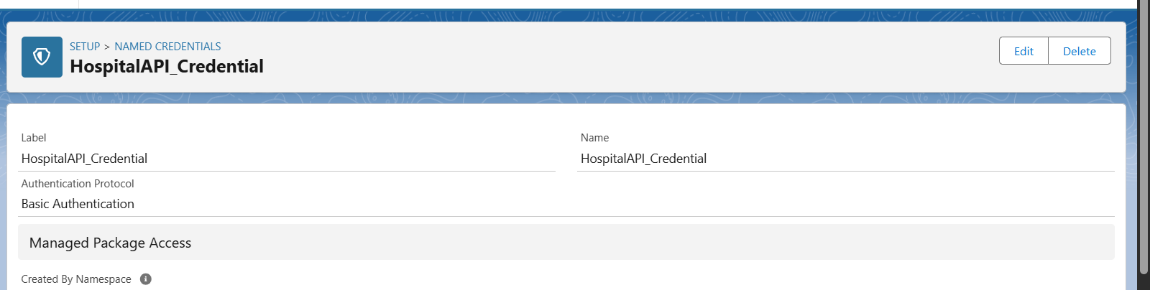 SETUP > NAMED CREDENTIALS
HospitalAPI_Credential
Edit
Delete
Label
Name
HospitalAPI_Credential
HospitalAPI_Credential
Authentication Protocol
Basic Authentication
Managed Package Access
Created By Namespace